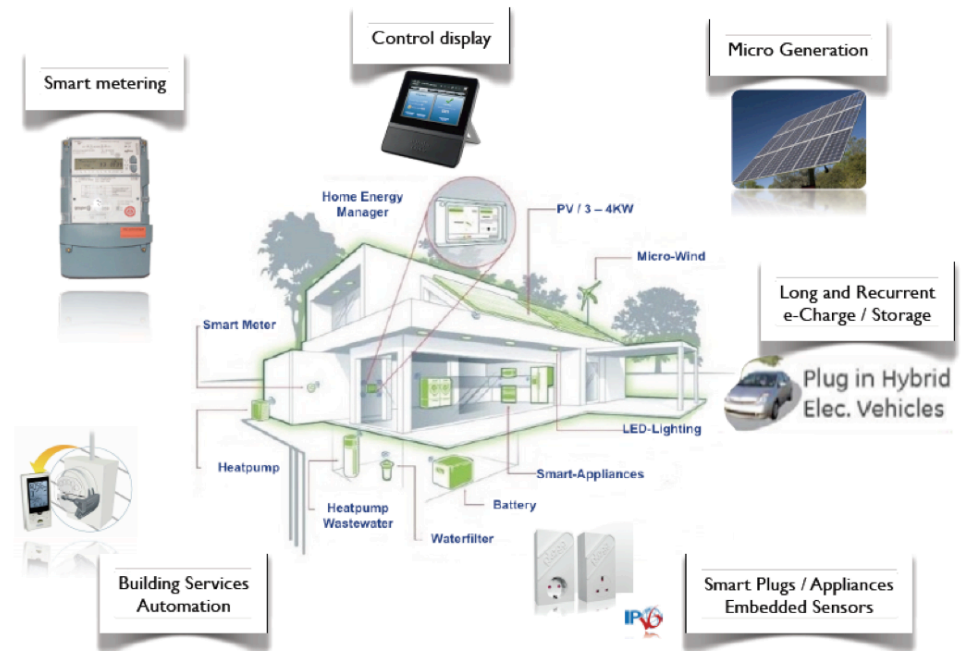 Control display
Micro Generation
Smart metering
Home Energy
Manager
PV / 3 – 4KW
Micro-Wind
Long and Recurrent
e-Charge / Storage
Smart Meter
Plug in Hybrid
Elec. Vehicles
LED-Lighting
Heatpump
Smart-Appliances
Battery
Heatpump
Wastewater
Waterfilter
Building Services
Automation
Smart Plugs / Appliances
Embedded Sensors
IPv6